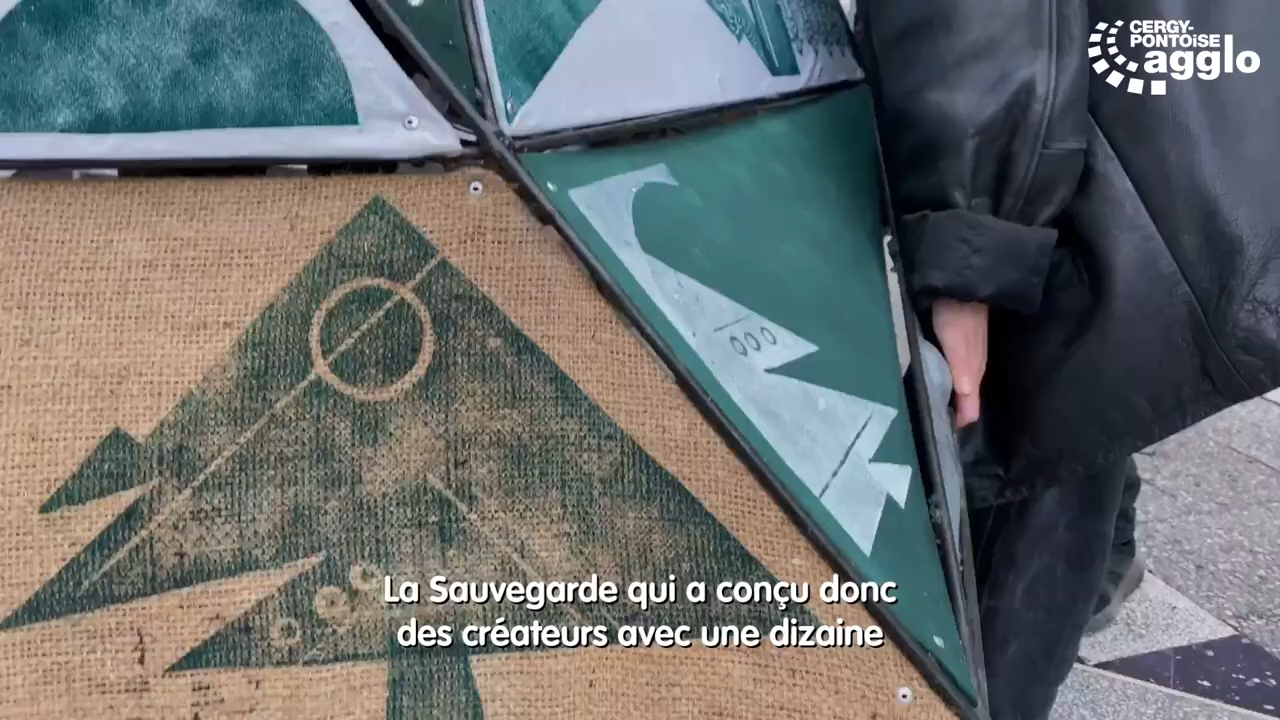 CERGY-
PONTOiSE
agglo
La Sauvegarde qui a conçu donc
des créateurs avec une dizaine